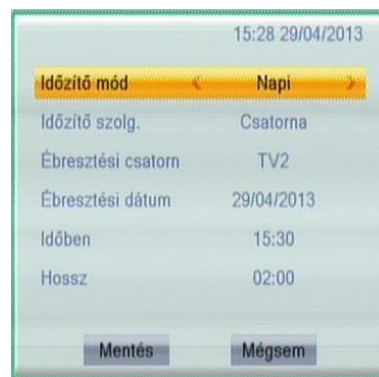 15:28 29/04/2013
Időzítő mód Napi
Időzítő szolg. Csatorna
Ébresztési csatorn TV2
Ébresztési dátum 29/04/2013
Időben 15:30
Hossz 02:00
Mentés Mégsem